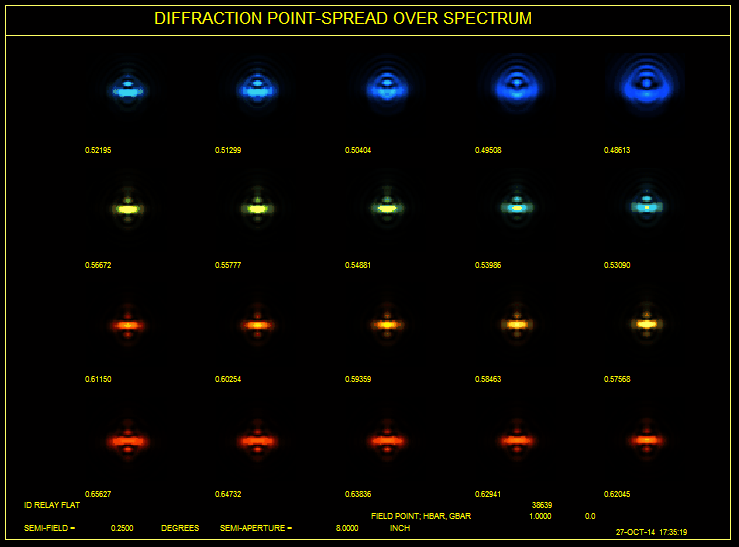 DIFFRACTION POINT-SPREAD OVER SPECTRUM
0.52195 0.51299 0.50404 0.49508 0.48613
0.56672 0.55777 0.54881 0.53986 0.53090
0.61150 0.60254 0.59359 0.58463 0.57568
0.65627 0.64732 0.63836 0.62941 0.62045
ID RELAY FLAT 38639
FIELD POINT; HBAR, GBAR 1.0000 0.0
SEMI-FIELD = 0.2500 DEGREES SEMI-APERTURE = 8.0000 INCH
27-OCT-14 17:35:19